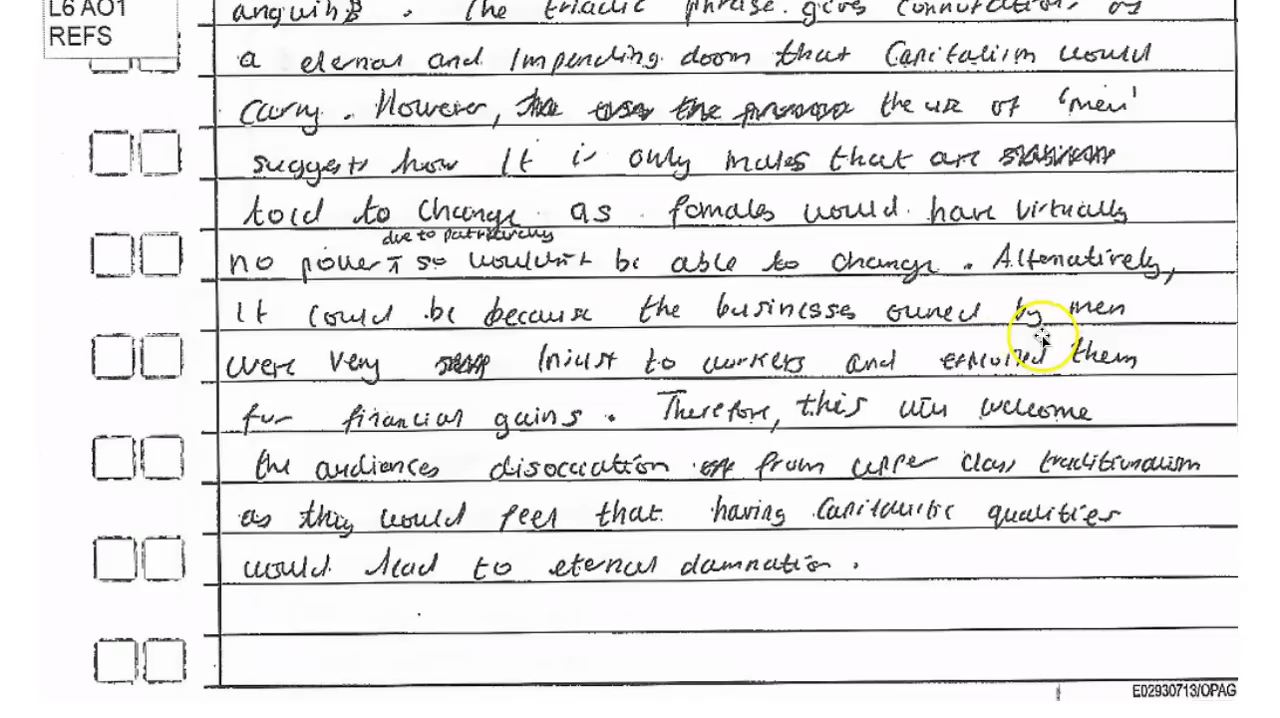 L6 AO1
REFS
anguish. The triadic phrase gives connotations of
a eternal and impending doom that Capitalism would
carry. However, the use of 'men'
suggests how it is only males that are
told to change as females would have virtually
due to patriarchy
no power so wouldn't be able to change. Alternatively,
it could be because the businesses owned by men
were very injust to workers and exploited them
for financial gains. Therefore, this will welcome
the audiences disociation from upper class traditionalism
as they would feel that having Capitalistic qualities
would lead to eternal damnation.
E02930713/OPAG